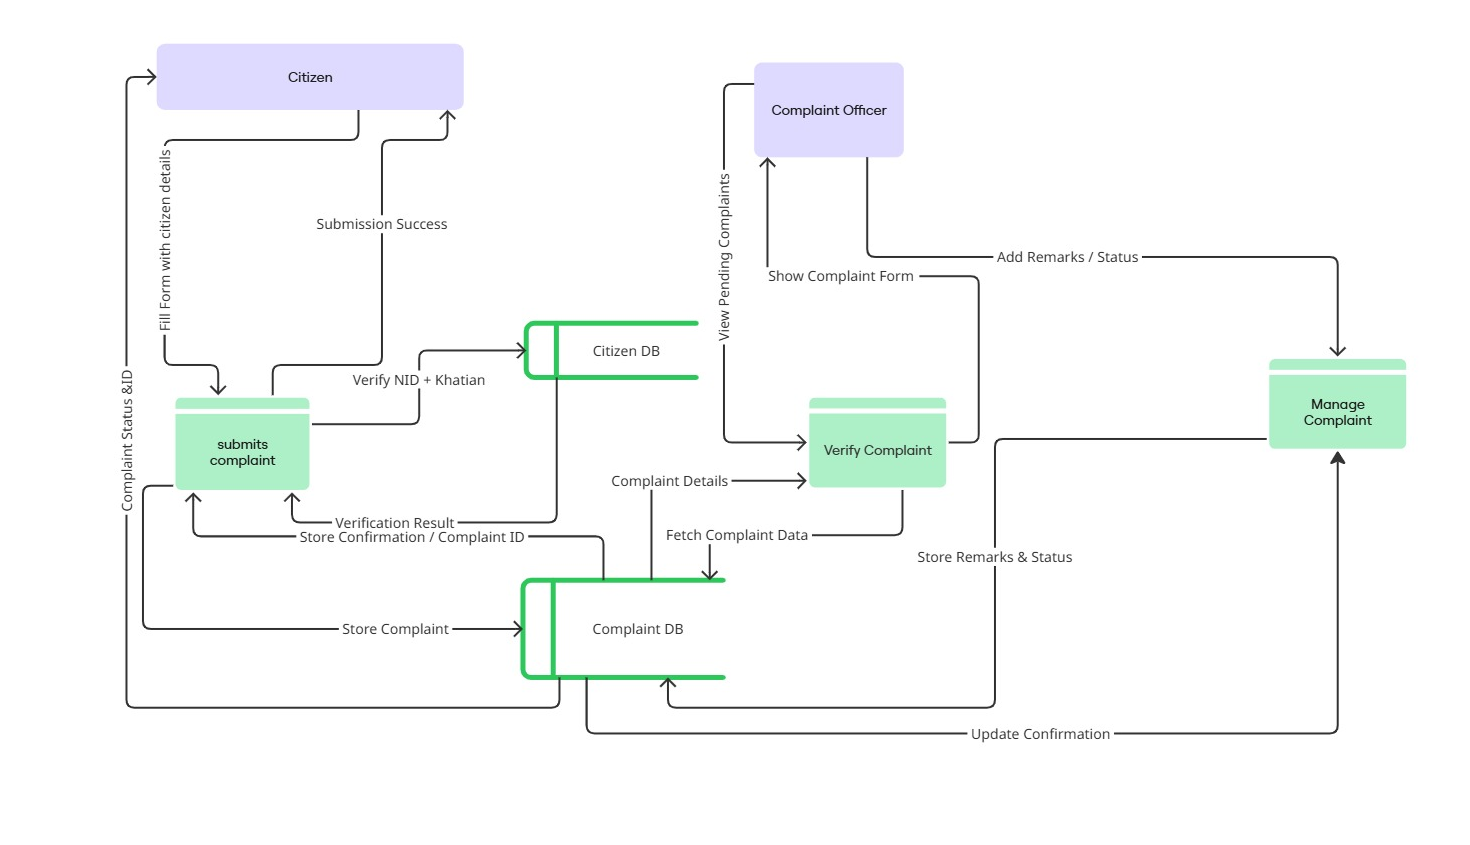 Citizen
Complaint Officer
Fill Form with citizen details
View Pending Complaints
Submission Success
Add Remarks / Status
Show Complaint Form
Citizen DB
Verify NID + Khatian
Complaint Status &ID
submits
complaint
Verify Complaint
Manage
Complaint
Complaint Details
Verification Result
Store Confirmation / Complaint ID
Fetch Complaint Data
Store Remarks & Status
Store Complaint
Complaint DB
Update Confirmation